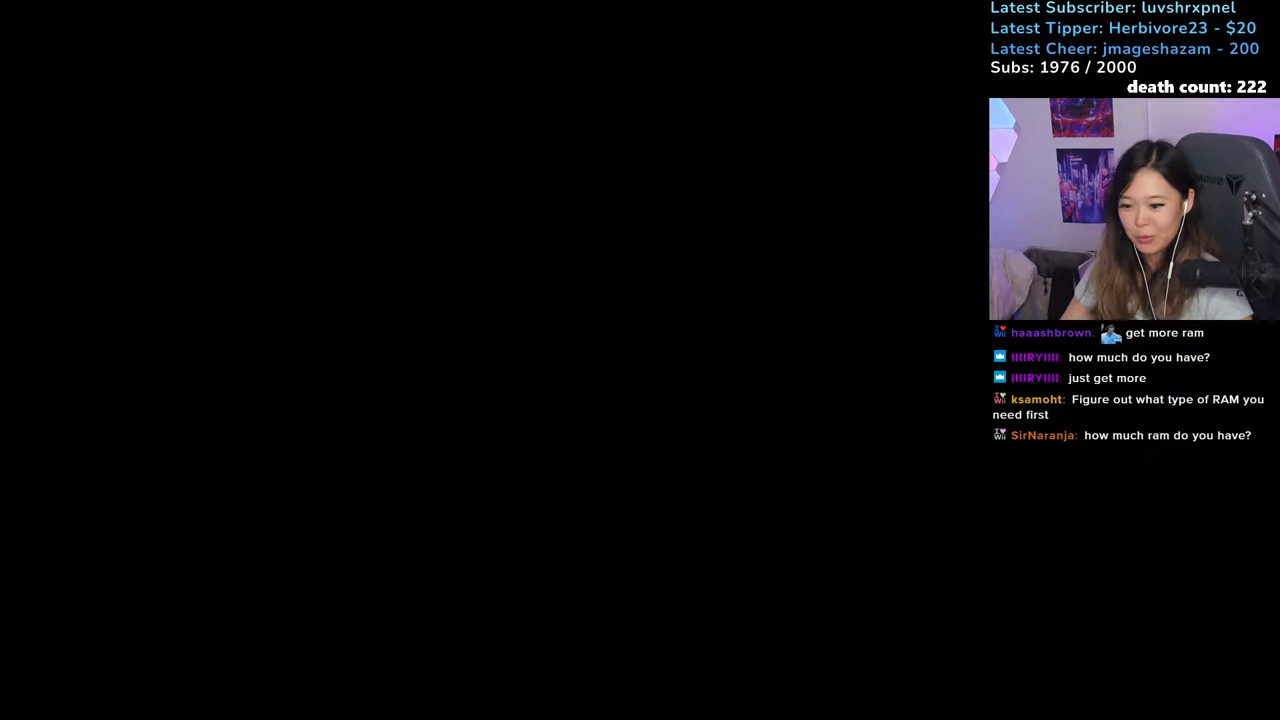 Latest Subscriber: luvshrxpnel
Latest Tipper: Herbivore23 - $20
Latest Cheer: jmageshazam - 200
Subs: 1976 / 2000
death count: 222
haaashbrown: get more ram
IIIIRYIIII: how much do you have?
IIIIRYIIII: just get more
ksamoht: Figure out what type of RAM you
need first
SirNaranja: how much ram do you have?